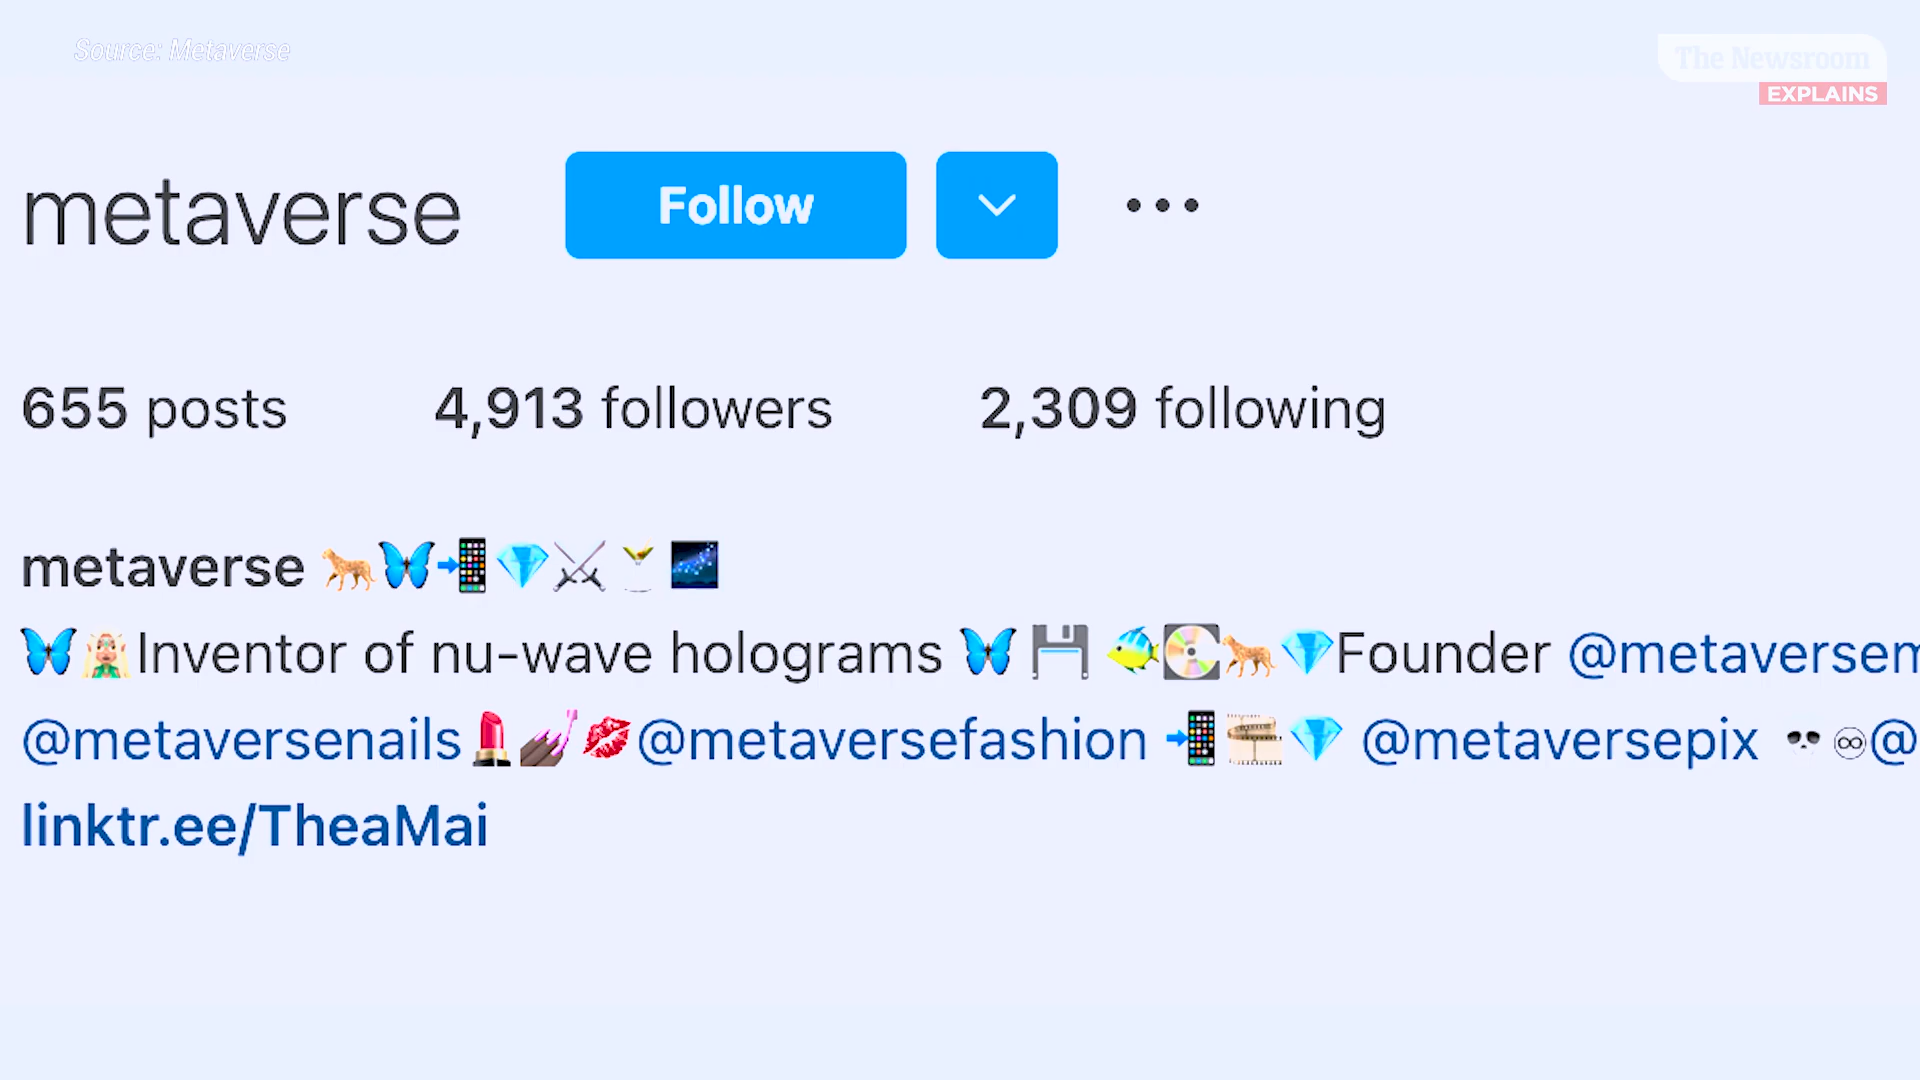 Source: Metaverse
The Newsroom
EXPLAINS
metaverse Follow
655 posts 4,913 followers 2,309 following
metaverse 🐆🦋📲💎⚔️🍸🌌
🦋🧝🏼‍♀️Inventor of nu-wave holograms 🦋💾 🐠💽🐆💎Founder @metaversem
@metaversenails💄💅🏿💋@metaversefashion 📲🎞️💎 @metaversepix 💀♾@
linktr.ee/TheaMai